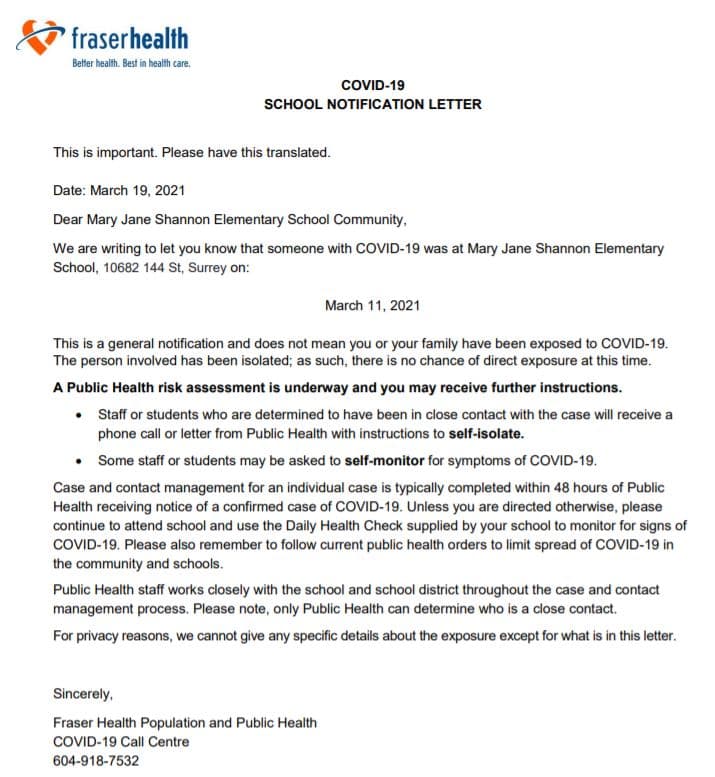 fraserhealth
Better health. Best in health care.
COVID-19
SCHOOL NOTIFICATION LETTER
This is important. Please have this translated.
Date: March 19, 2021
Dear Mary Jane Shannon Elementary School Community,
We are writing to let you know that someone with COVID-19 was at Mary Jane Shannon Elementary
School, 10682 144 St, Surrey on:
March 11, 2021
This is a general notification and does not mean you or your family have been exposed to COVID-19.
The person involved has been isolated; as such, there is no chance of direct exposure at this time.
A Public Health risk assessment is underway and you may receive further instructions.
• Staff or students who are determined to have been in close contact with the case will receive a
phone call or letter from Public Health with instructions to self-isolate.
• Some staff or students may be asked to self-monitor for symptoms of COVID-19.
Case and contact management for an individual case is typically completed within 48 hours of Public
Health receiving notice of a confirmed case of COVID-19. Unless you are directed otherwise, please
continue to attend school and use the Daily Health Check supplied by your school to monitor for signs of
COVID-19. Please also remember to follow current public health orders to limit spread of COVID-19 in
the community and schools.
Public Health staff works closely with the school and school district throughout the case and contact
management process. Please note, only Public Health can determine who is a close contact.
For privacy reasons, we cannot give any specific details about the exposure except for what is in this letter.
Sincerely,
Fraser Health Population and Public Health
COVID-19 Call Centre
604-918-7532